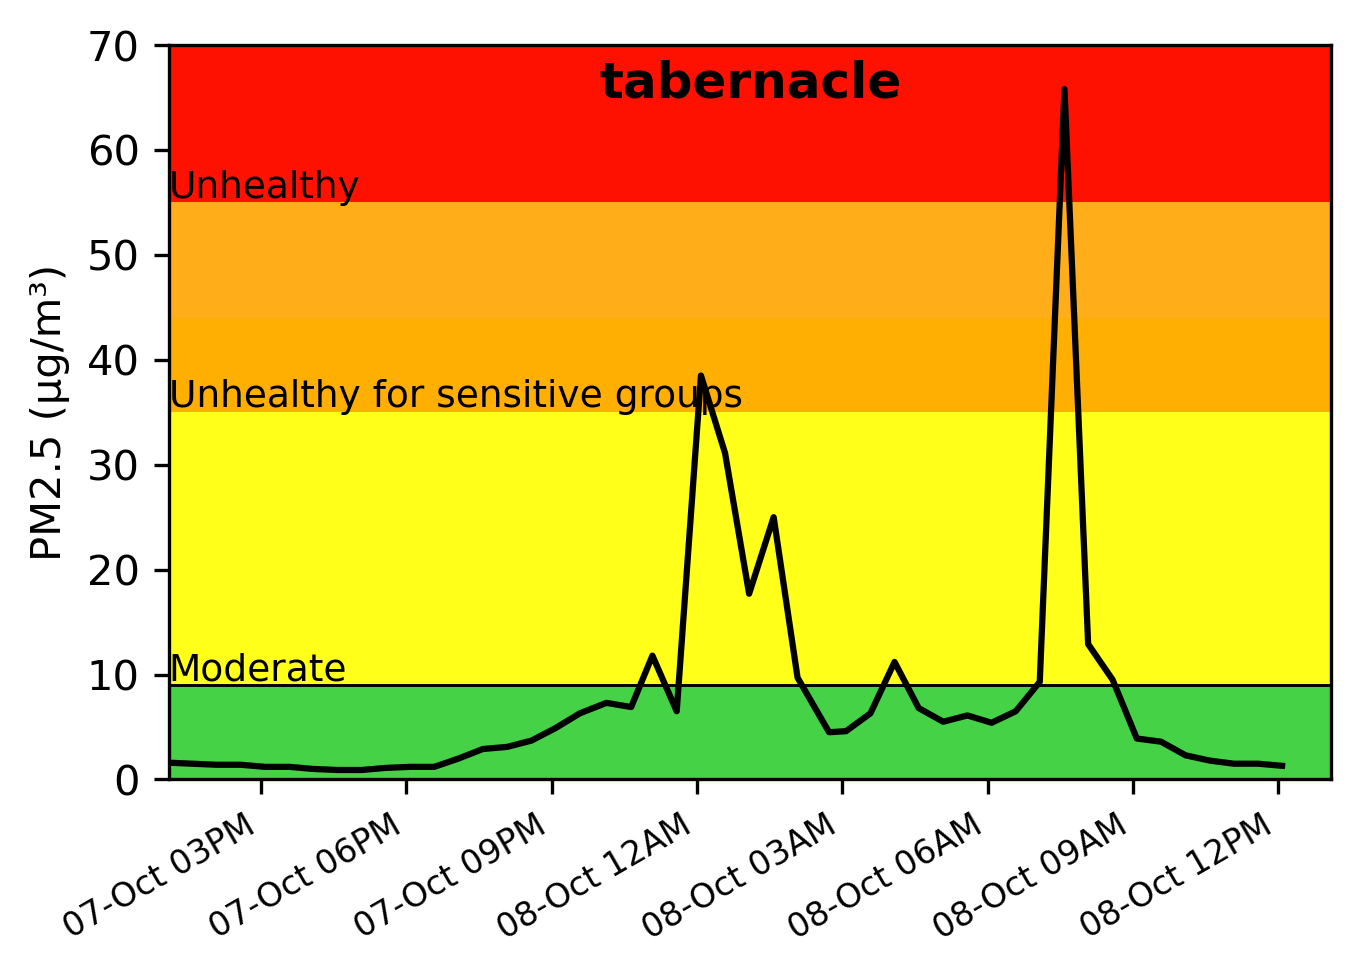 tabernacle
PM2.5 (µg/m³)
70
60
50
40
30
20
10
0
Unhealthy
Unhealthy for sensitive groups
Moderate
07-Oct 03PM
07-Oct 06PM
07-Oct 09PM
08-Oct 12AM
08-Oct 03AM
08-Oct 06AM
08-Oct 09AM
08-Oct 12PM